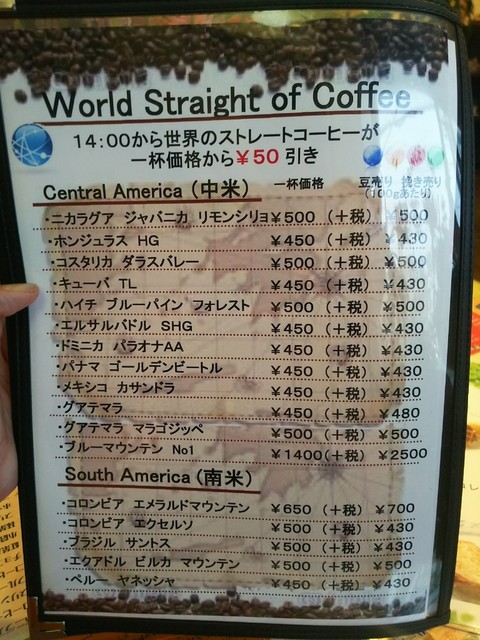 World Straight of Coffee
14:00から世界のストレートコーヒーが
一杯価格から¥50 引き
Central America (中米) 一杯価格 豆売り 挽き売り
(100gあたり)
・ニカラグア ジャバニカ リモンシリョ ¥500 (+税) ¥500
・ホンジュラス HG ¥450 (+税) ¥430
・コスタリカ ダラスバレー ¥500 (+税) ¥500
・キューバ TL ¥450 (+税) ¥430
・ハイチ ブルーパイン フォレスト ¥500 (+税) ¥500
・エルサルバドル SHG ¥450 (+税) ¥430
・ドミニカ バラオナAA ¥450 (+税) ¥430
・パナマ ゴールデンビートル ¥450 (+税) ¥430
・メキシコ カサンドラ ¥450 (+税) ¥430
・グアテマラ ¥450 (+税) ¥480
・グアテマラ マラゴジッペ ¥500 (+税) ¥500
・ブルーマウンテン No1 ¥1400(+税) ¥2500
South America (南米)
・コロンビア エメラルドマウンテン ¥650 (+税) ¥700
・コロンビア エクセルソ ¥500 (+税) ¥430
・ブラジル サントス ¥500 (+税) ¥430
・エクアドル ビルカ マウンテン ¥500 (+税) ¥500
・ペルー ヤネッシャ ¥450 (+税) ¥430